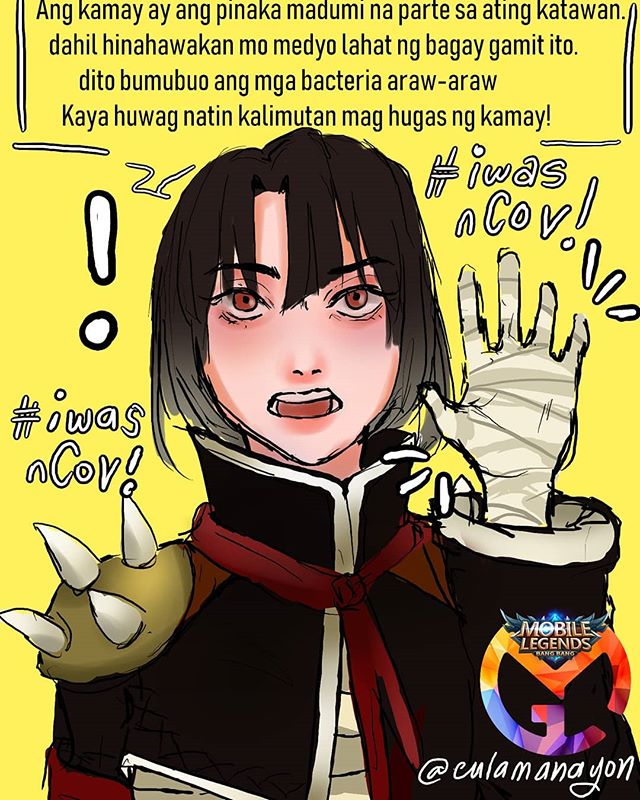 Ang kamay ay ang pinaka madumi na parte sa ating katawan.
dahil hinahawakan mo medyo lahat ng bagay gamit ito.
dito bumubuo ang mga bacteria araw-araw
Kaya huwag natin kalimutan mag hugas ng kamay!
#iwas
nCov!
!
#iwas
nCov!
MOBILE
LEGENDS
BANG BANG
@culamanayon